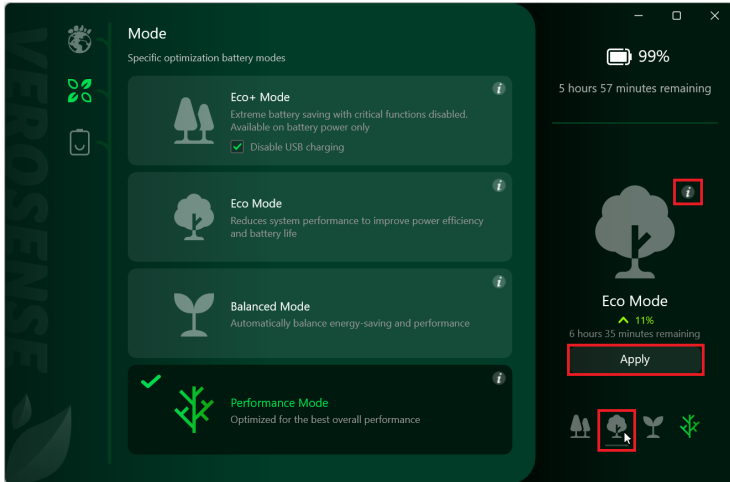 VEROSENSE
Mode
Specific optimization battery modes
Eco+ Mode
Extreme battery saving with critical functions disabled.
Available on battery power only
Disable USB charging
Eco Mode
Reduces system performance to improve power efficiency
and battery life
Balanced Mode
Automatically balance energy-saving and performance
Performance Mode
Optimized for the best overall performance
99%
5 hours 57 minutes remaining
Eco Mode
11%
6 hours 35 minutes remaining
Apply